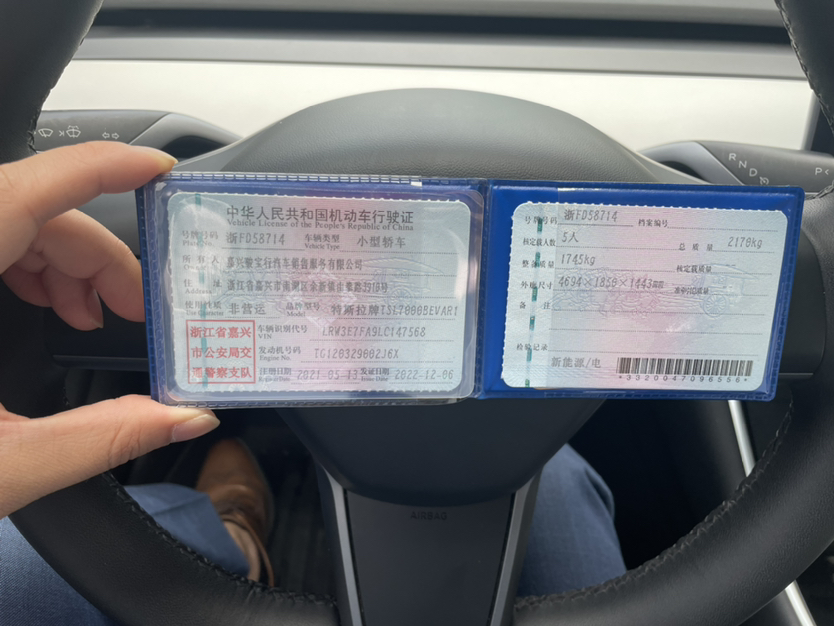 中华人民共和国机动车行驶证
Vehicle License of the People's Republic of China
号牌号码 浙FD58714 车辆类型 小型轿车
Plate No. Vehicle Type
所有人 嘉兴 宝行汽车销售服务有限公司
Owner
住址 浙江省嘉兴市南湖区余新镇
Address
使用性质 非营运 品牌型号 特斯拉牌TSL7000BEVAR1
Use Character Model
浙江省嘉兴
市公安局交
通警察支队
车辆识别代号 LRW3E7FA9LC147568
VIN
发动机号码 TG120329002J6X
Engine No.
注册日期 2021-05-13 发证日期 2022-12-06
Register Date Issue Date
号牌号码 浙FD58714 档案编号
核定载人数 5人 总质量 2170kg
整备质量 1745kg 核定载质量
外廓尺寸 4694×1850×1443mm 准牵引总质量
备注
检验记录
新能源/电
*3320047096556*
AIRBAG
R N D
P